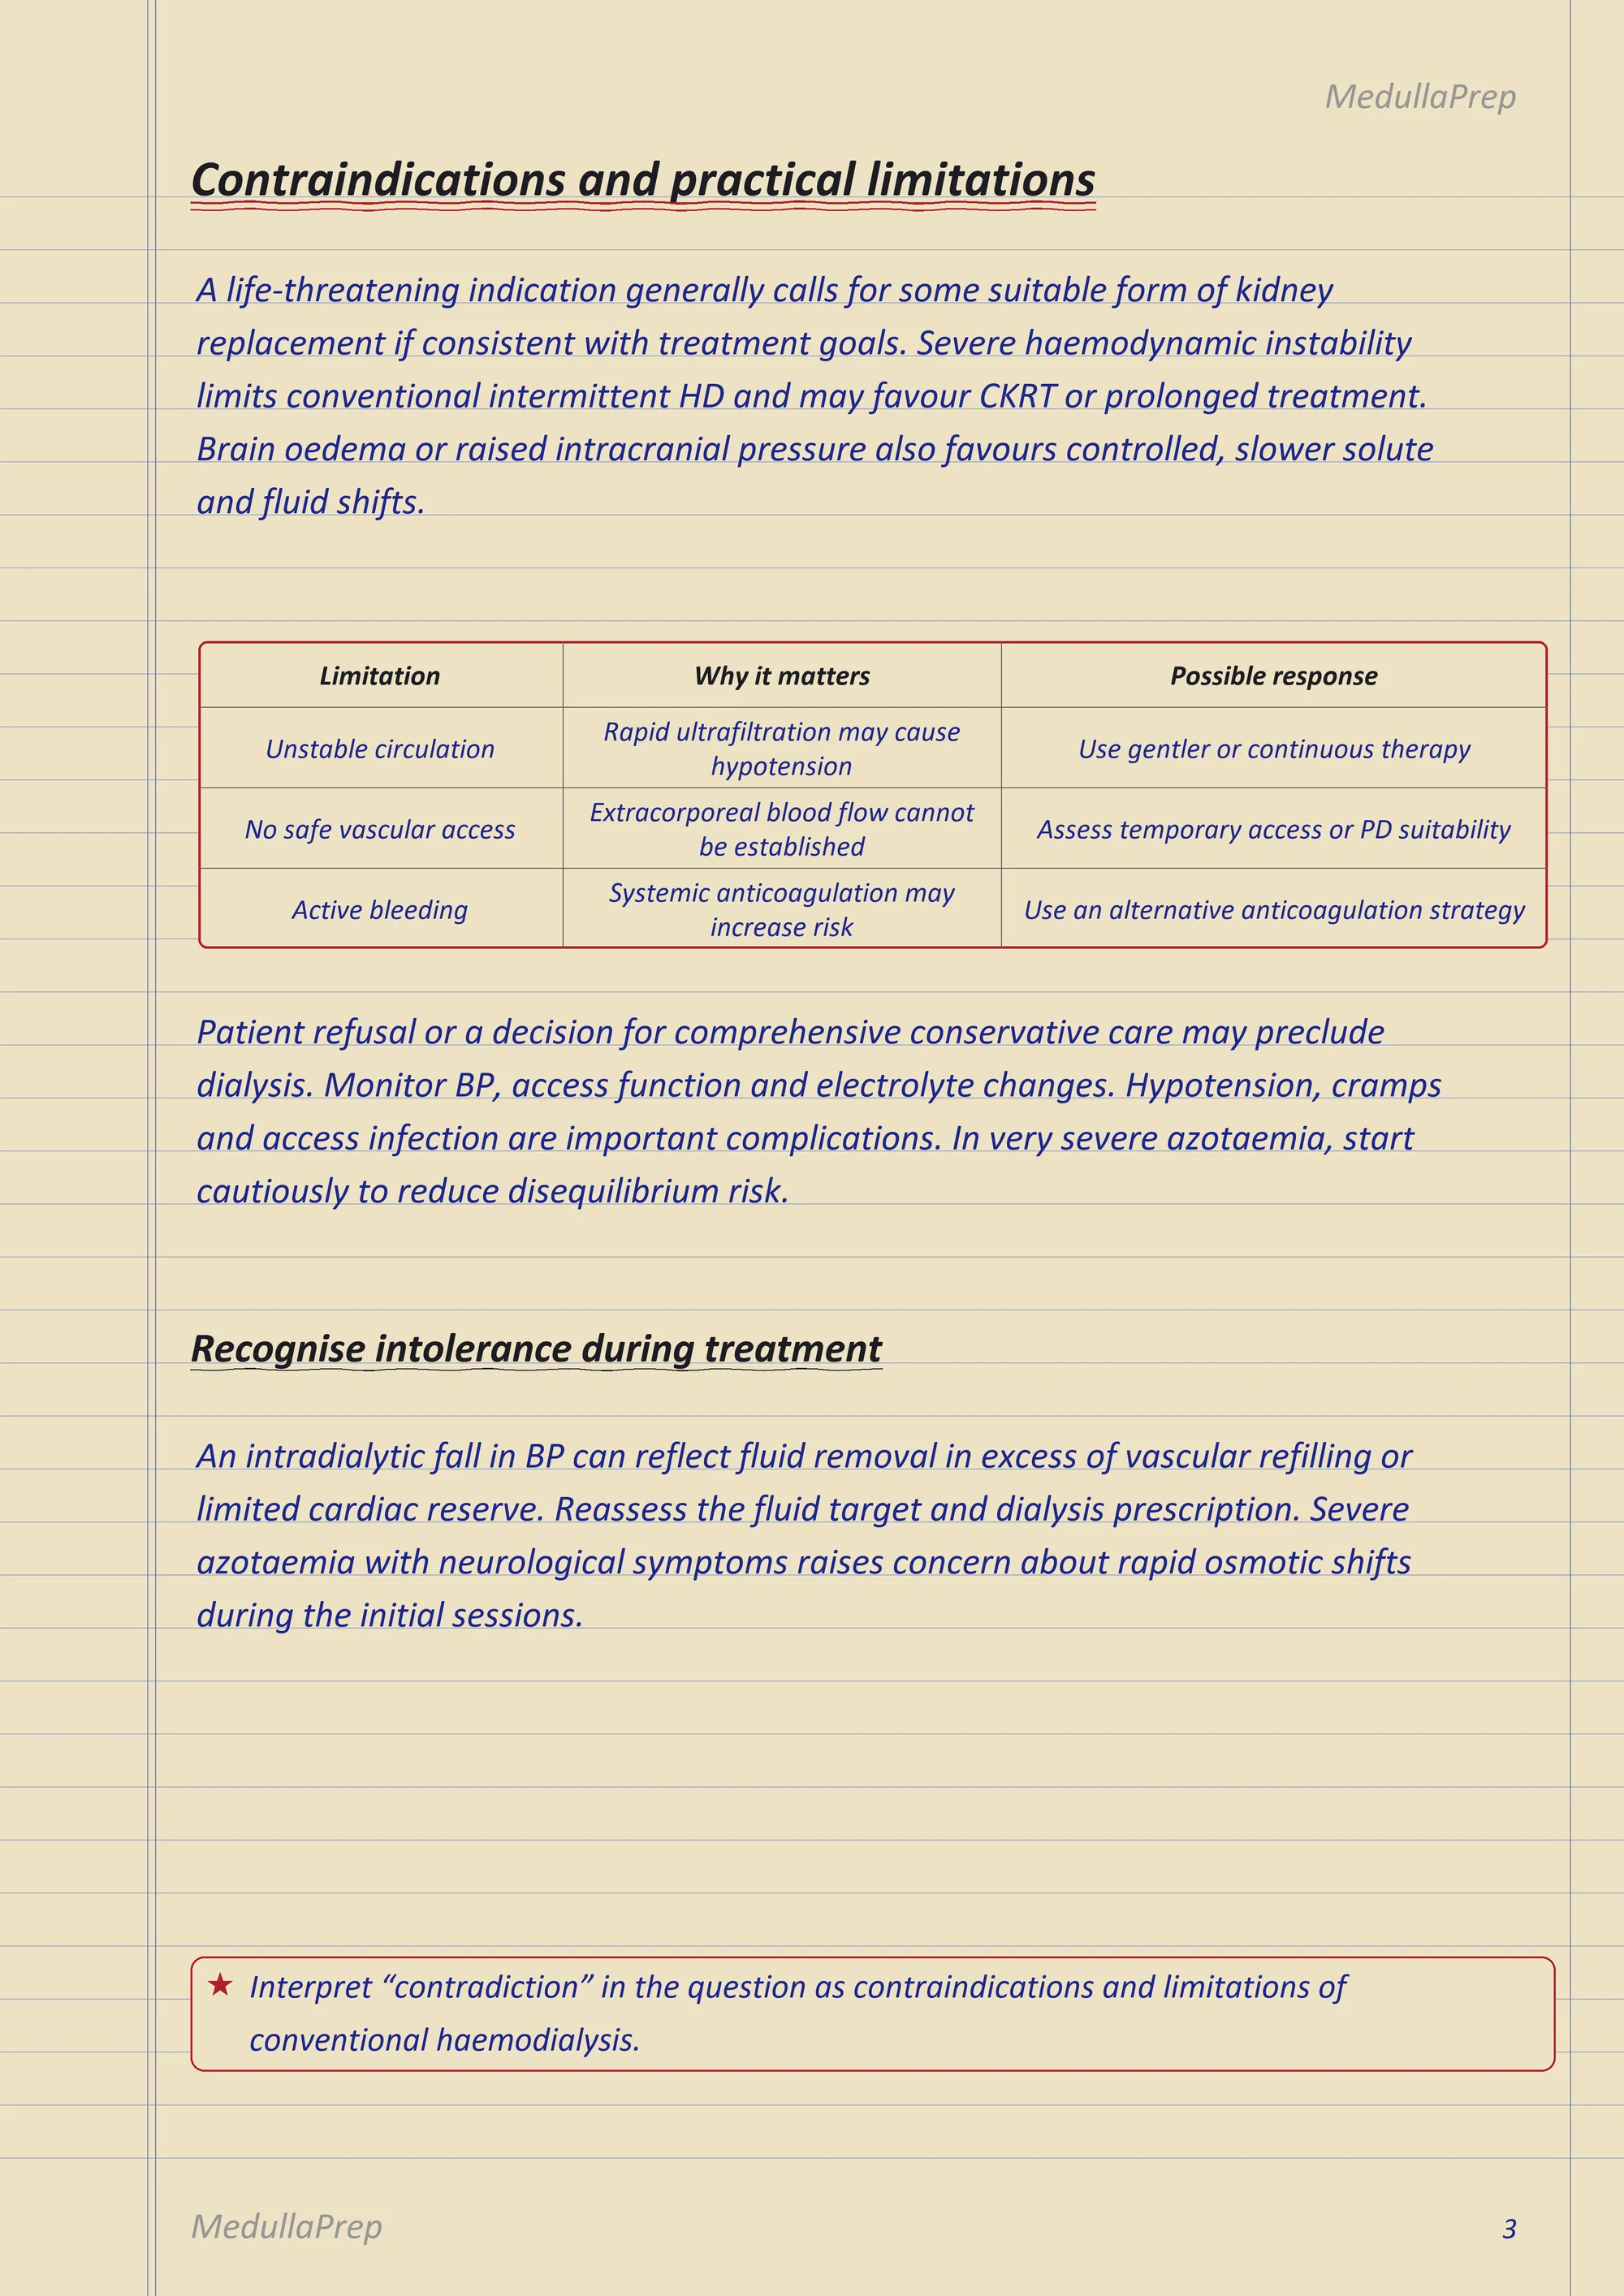 MedullaPrep
Contraindications and practical limitations
A life-threatening indication generally calls for some suitable form of kidney
replacement if consistent with treatment goals. Severe haemodynamic instability
limits conventional intermittent HD and may favour CKRT or prolonged treatment.
Brain oedema or raised intracranial pressure also favours controlled, slower solute
and fluid shifts.
Limitation Why it matters Possible response
Unstable circulation Rapid ultrafiltration may cause
hypotension Use gentler or continuous therapy
No safe vascular access Extracorporeal blood flow cannot
be established Assess temporary access or PD suitability
Active bleeding Systemic anticoagulation may
increase risk Use an alternative anticoagulation strategy
Patient refusal or a decision for comprehensive conservative care may preclude
dialysis. Monitor BP, access function and electrolyte changes. Hypotension, cramps
and access infection are important complications. In very severe azotaemia, start
cautiously to reduce disequilibrium risk.
Recognise intolerance during treatment
An intradialytic fall in BP can reflect fluid removal in excess of vascular refilling or
limited cardiac reserve. Reassess the fluid target and dialysis prescription. Severe
azotaemia with neurological symptoms raises concern about rapid osmotic shifts
during the initial sessions.
★ Interpret “contradiction” in the question as contraindications and limitations of
conventional haemodialysis.
MedullaPrep 3